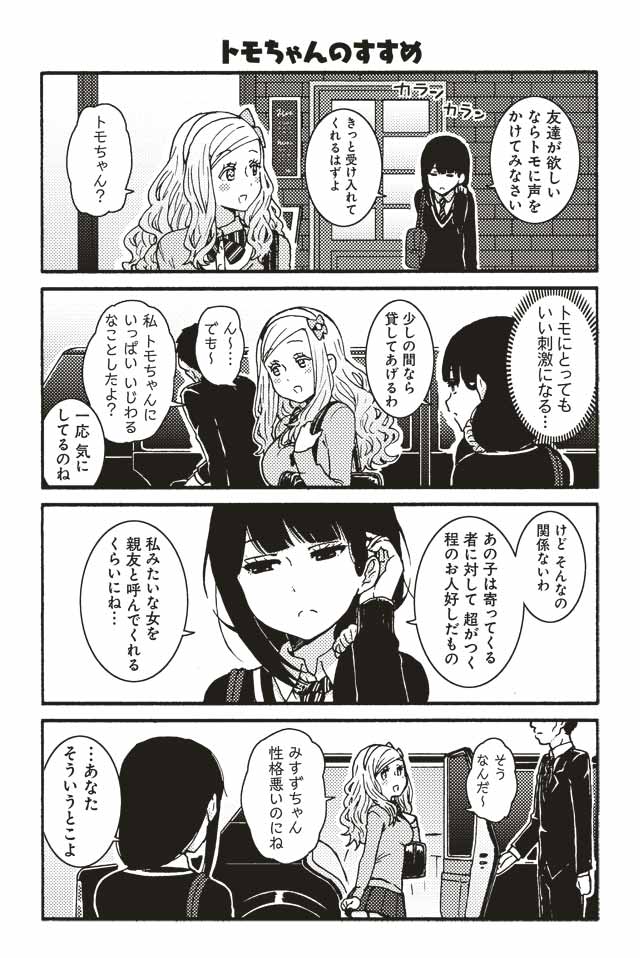 トモちゃんのすすめ
友達が欲しい
ならトモに声を
かけてみなさい
カラン
カラン
きっと受け入れて
くれるはずよ
トモちゃん？
トモにとっても
いい刺激になる…
少しの間なら
貸してあげるわ
ん～…
でも～
私 トモちゃんに
いっぱい いじわる
なことしたよ？
一応 気に
してるのね
けど そんなの
関係ないわ
あの子は寄ってくる
者に対して 超がつく
程のお人好しだもの
私みたいな女を
親友と呼んでくれる
くらいにね…
そう
なんだ～
みすずちゃん
性格悪いのにね
…あなた
そういうとこよ